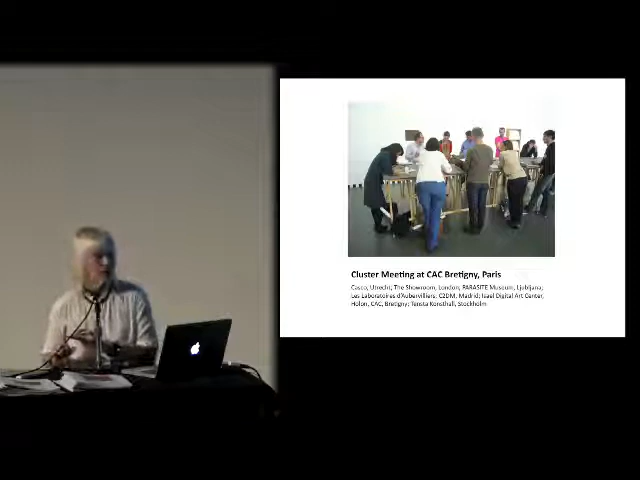 Cluster Meeting at CAC Bretigny, Paris
Casco, Utrecht; The Showroom, London; PARASITE Museum, Ljubljana;
Les Laboratoires d'Aubervilliers; C2DM, Madrid; Israel Digital Art Center,
Holon, CAC, Bretigny; Tensta Konsthall, Stockholm